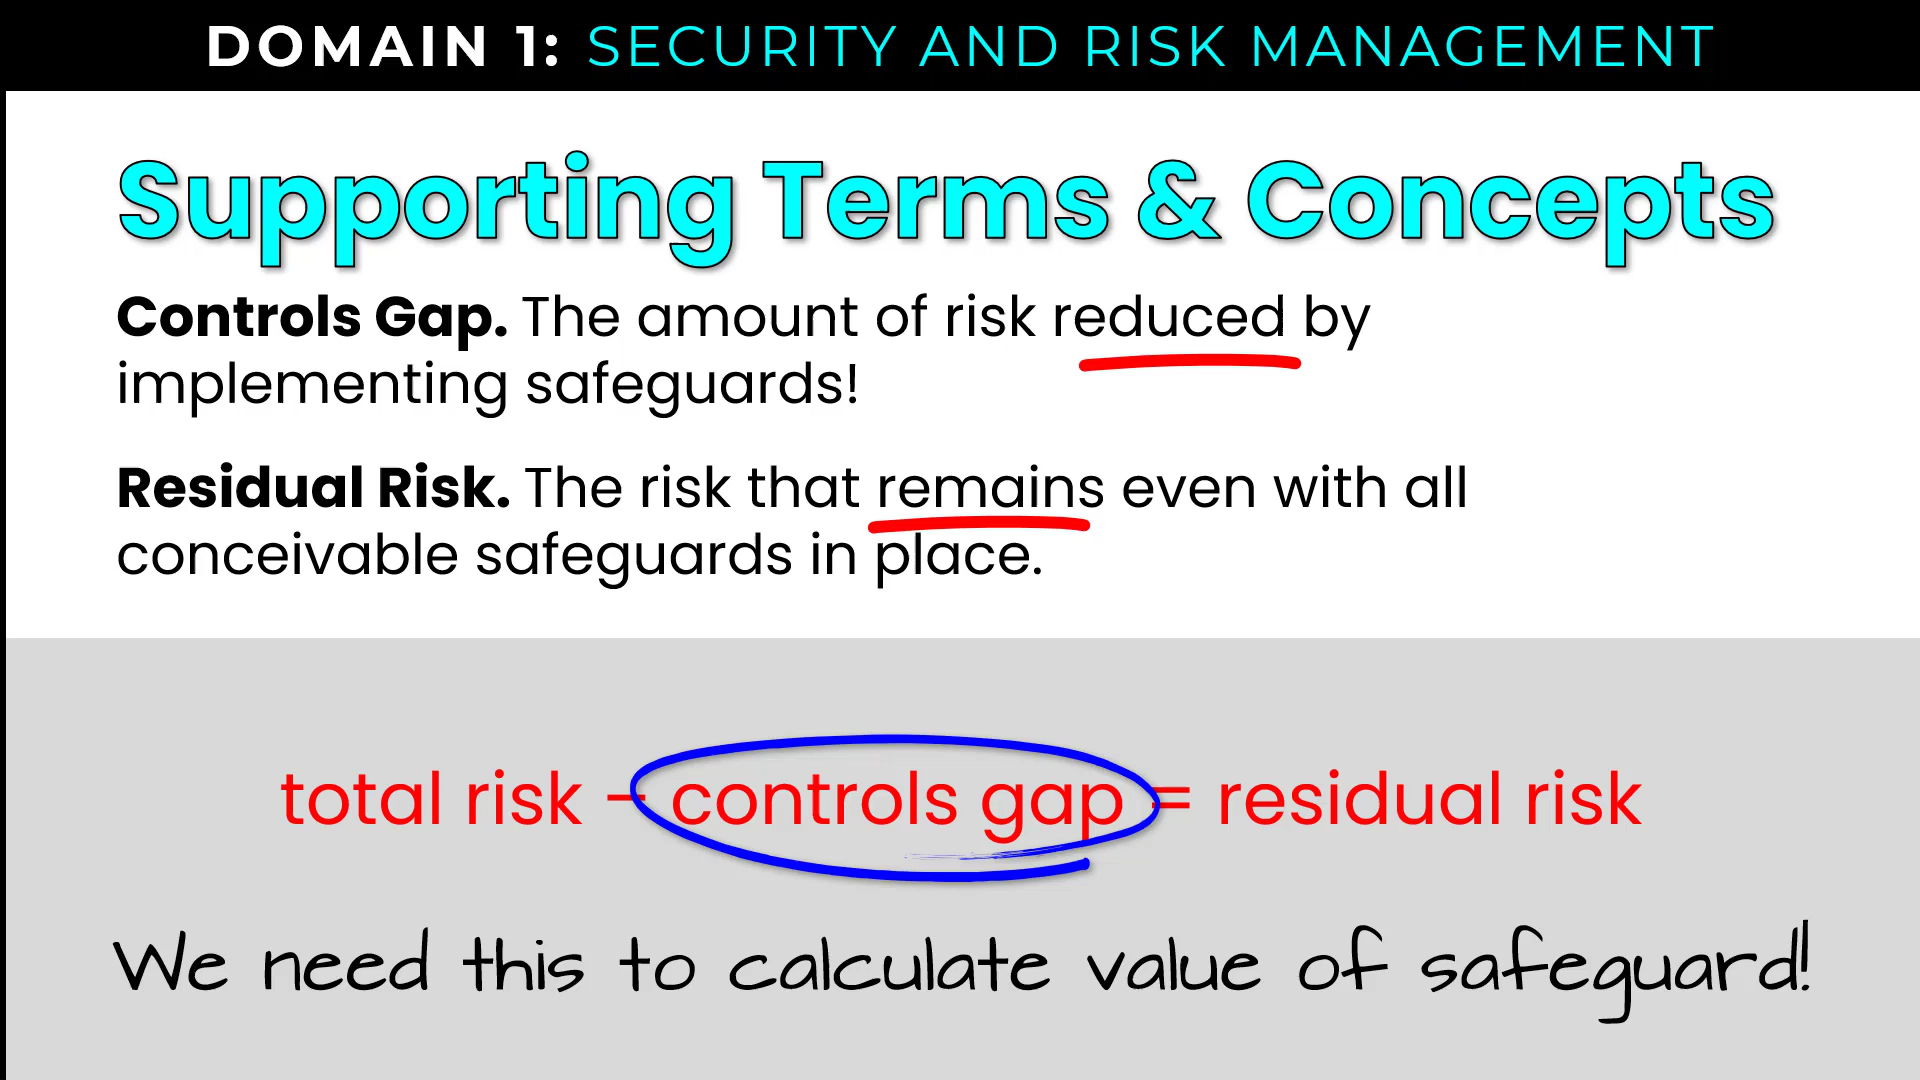 DOMAIN 1: SECURITY AND RISK MANAGEMENT
Supporting Terms & Concepts
Controls Gap. The amount of risk reduced by
implementing safeguards!
Residual Risk. The risk that remains even with all
conceivable safeguards in place.
total risk – controls gap = residual risk
We need this to calculate value of safeguard!